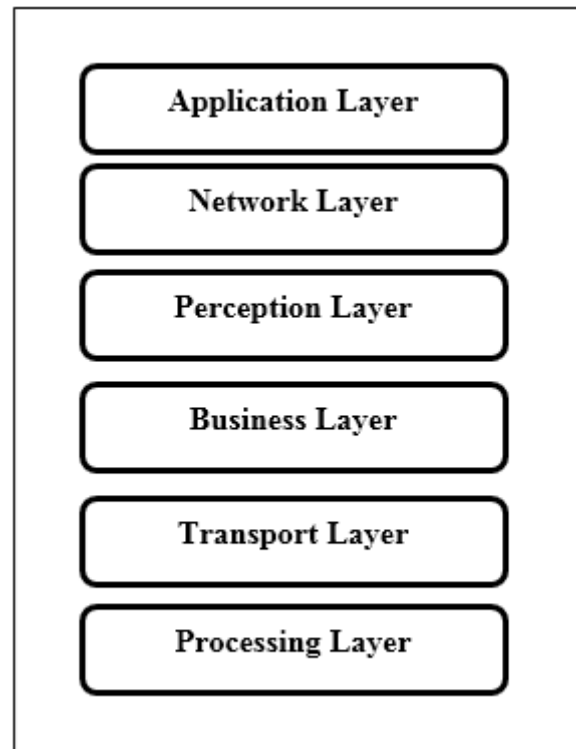 Application Layer
Network Layer
Perception Layer
Business Layer
Transport Layer
Processing Layer